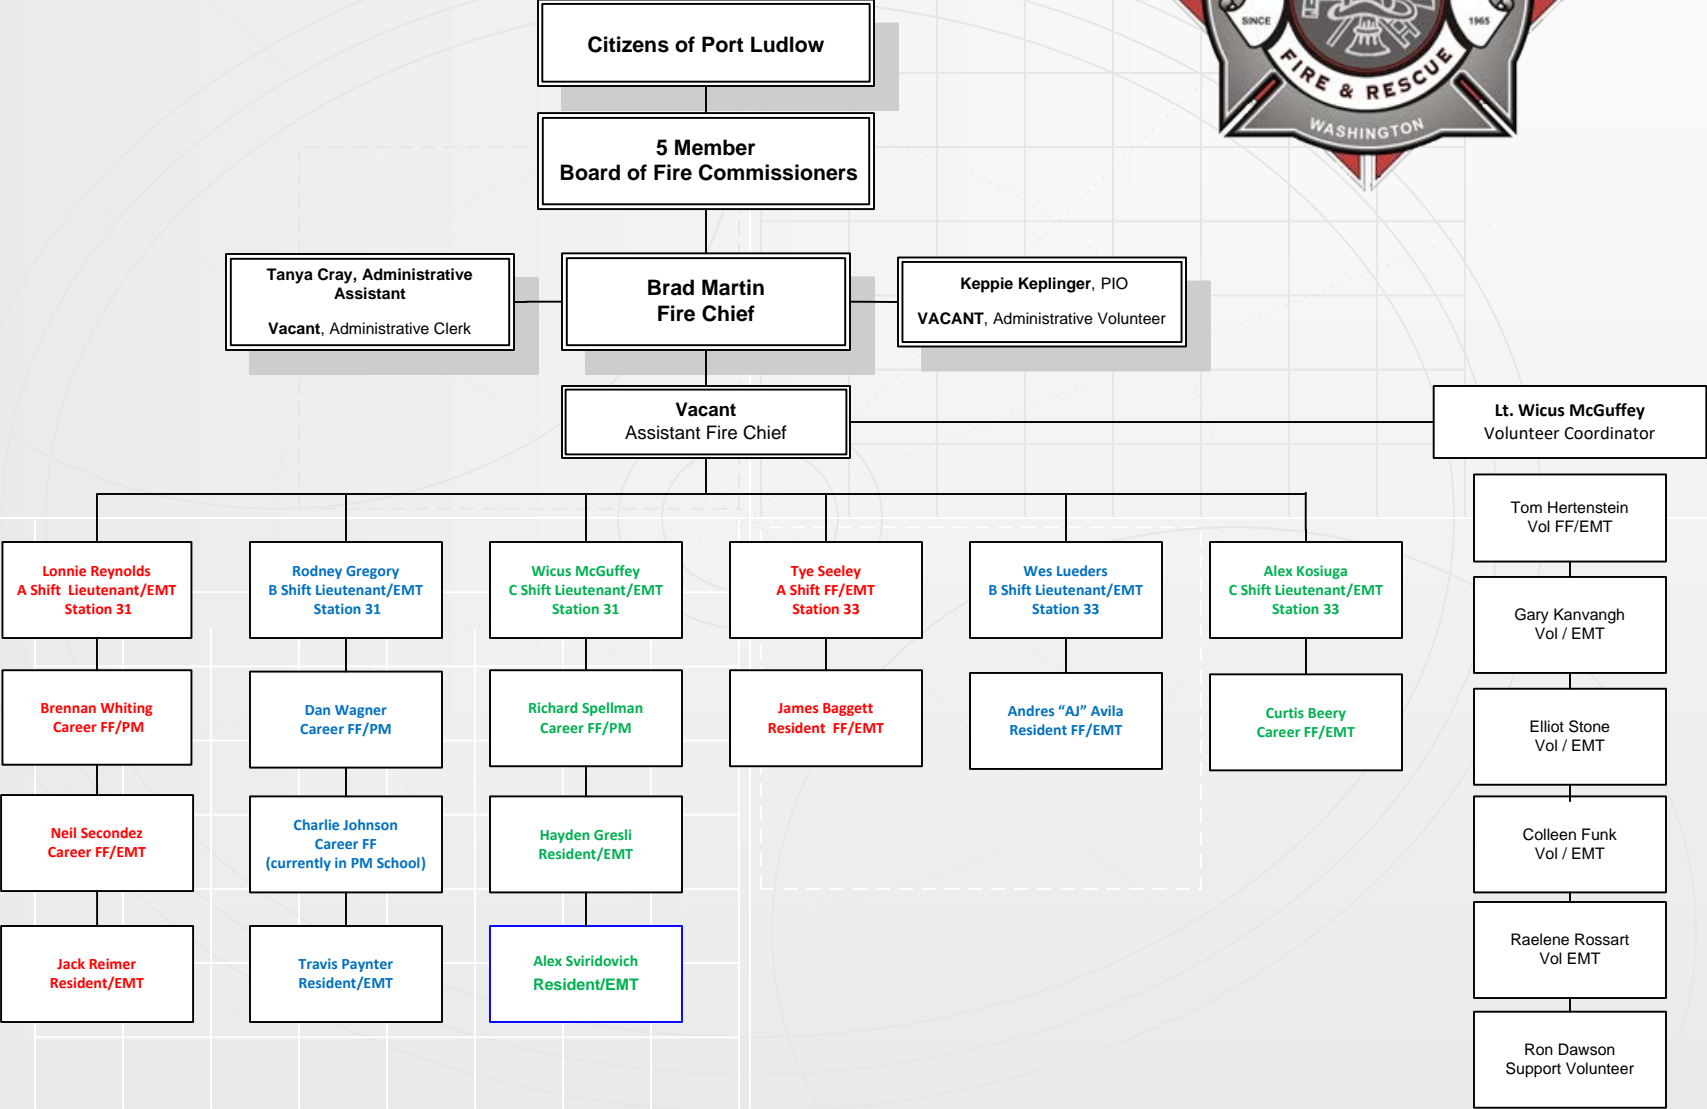 Citizens of Port Ludlow
SINCE
1965
FIRE & RESCUE
WASHINGTON
5 Member
Board of Fire Commissioners
Tanya Cray, Administrative
Assistant
Vacant, Administrative Clerk
Brad Martin
Fire Chief
Keppie Keplinger, PIO
VACANT, Administrative Volunteer
Vacant
Assistant Fire Chief
Lt. Wicus McGuffey
Volunteer Coordinator
Lonnie Reynolds
A Shift  Lieutenant/EMT
Station 31
Brennan Whiting
Career FF/PM
Neil Secondez
Career FF/EMT
Jack Reimer
Resident/EMT
Rodney Gregory
B Shift Lieutenant/EMT
Station 31
Dan Wagner
Career FF/PM
Charlie Johnson
Career FF
(currently in PM School)
Travis Paynter
Resident/EMT
Wicus McGuffey
C Shift Lieutenant/EMT
Station 31
Richard Spellman
Career FF/PM
Hayden Gresli
Resident/EMT
Alex Sviridovich
Resident/EMT
Tye Seeley
A Shift FF/EMT
Station 33
James Baggett
Resident  FF/EMT
Wes Lueders
B Shift Lieutenant/EMT
Station 33
Andres “AJ” Avila
Resident FF/EMT
Alex Kosiuga
C Shift Lieutenant/EMT
Station 33
Curtis Beery
Career FF/EMT
Tom Hertenstein
Vol FF/EMT
Gary Kanvangh
Vol / EMT
Elliot Stone
Vol / EMT
Colleen Funk
Vol / EMT
Raelene Rossart
Vol EMT
Ron Dawson
Support Volunteer